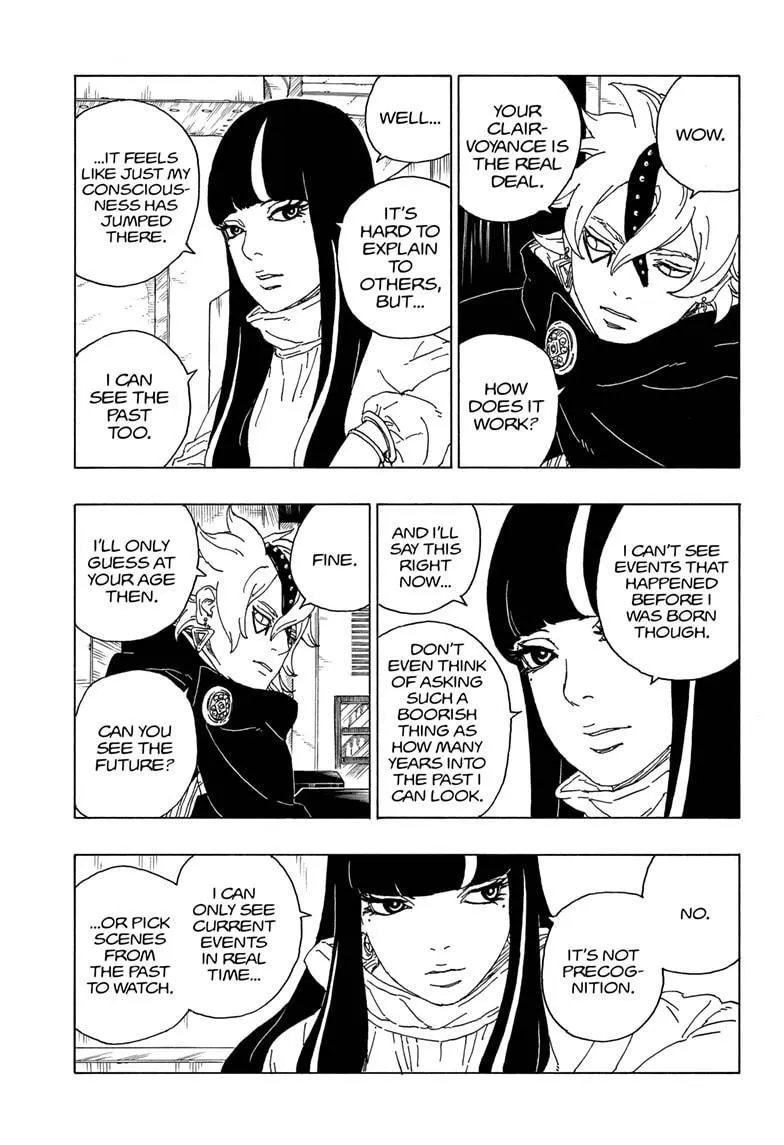 WOW.
YOUR
CLAIR-
VOYANCE IS
THE REAL
DEAL.
HOW
DOES IT
WORK?
WELL...
IT'S
HARD TO
EXPLAIN
TO
OTHERS,
BUT...
...IT FEELS
LIKE JUST MY
CONSCIOUS-
NESS HAS
JUMPED
THERE.
I CAN
SEE THE
PAST
TOO.
I CAN'T SEE
EVENTS THAT
HAPPENED
BEFORE I
WAS BORN
THOUGH.
AND I'LL
SAY THIS
RIGHT
NOW...
DON'T
EVEN THINK
OF ASKING
SUCH A
BOORISH
THING AS
HOW MANY
YEARS INTO
THE PAST I
CAN LOOK.
FINE.
I'LL ONLY
GUESS AT
YOUR AGE
THEN.
CAN YOU
SEE THE
FUTURE?
NO.
IT'S NOT
PRECOG-
NITION.
I CAN
ONLY SEE
CURRENT
EVENTS
IN REAL
TIME...
...OR PICK
SCENES
FROM
THE PAST
TO WATCH.